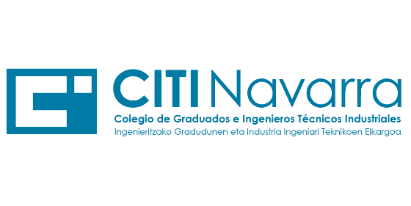 CITI Navarra
Colegio de Graduados e Ingenieros Técnicos Industriales
Ingenieritzako Gradudunen eta Industria Ingeniari Teknikoen Elkargoa